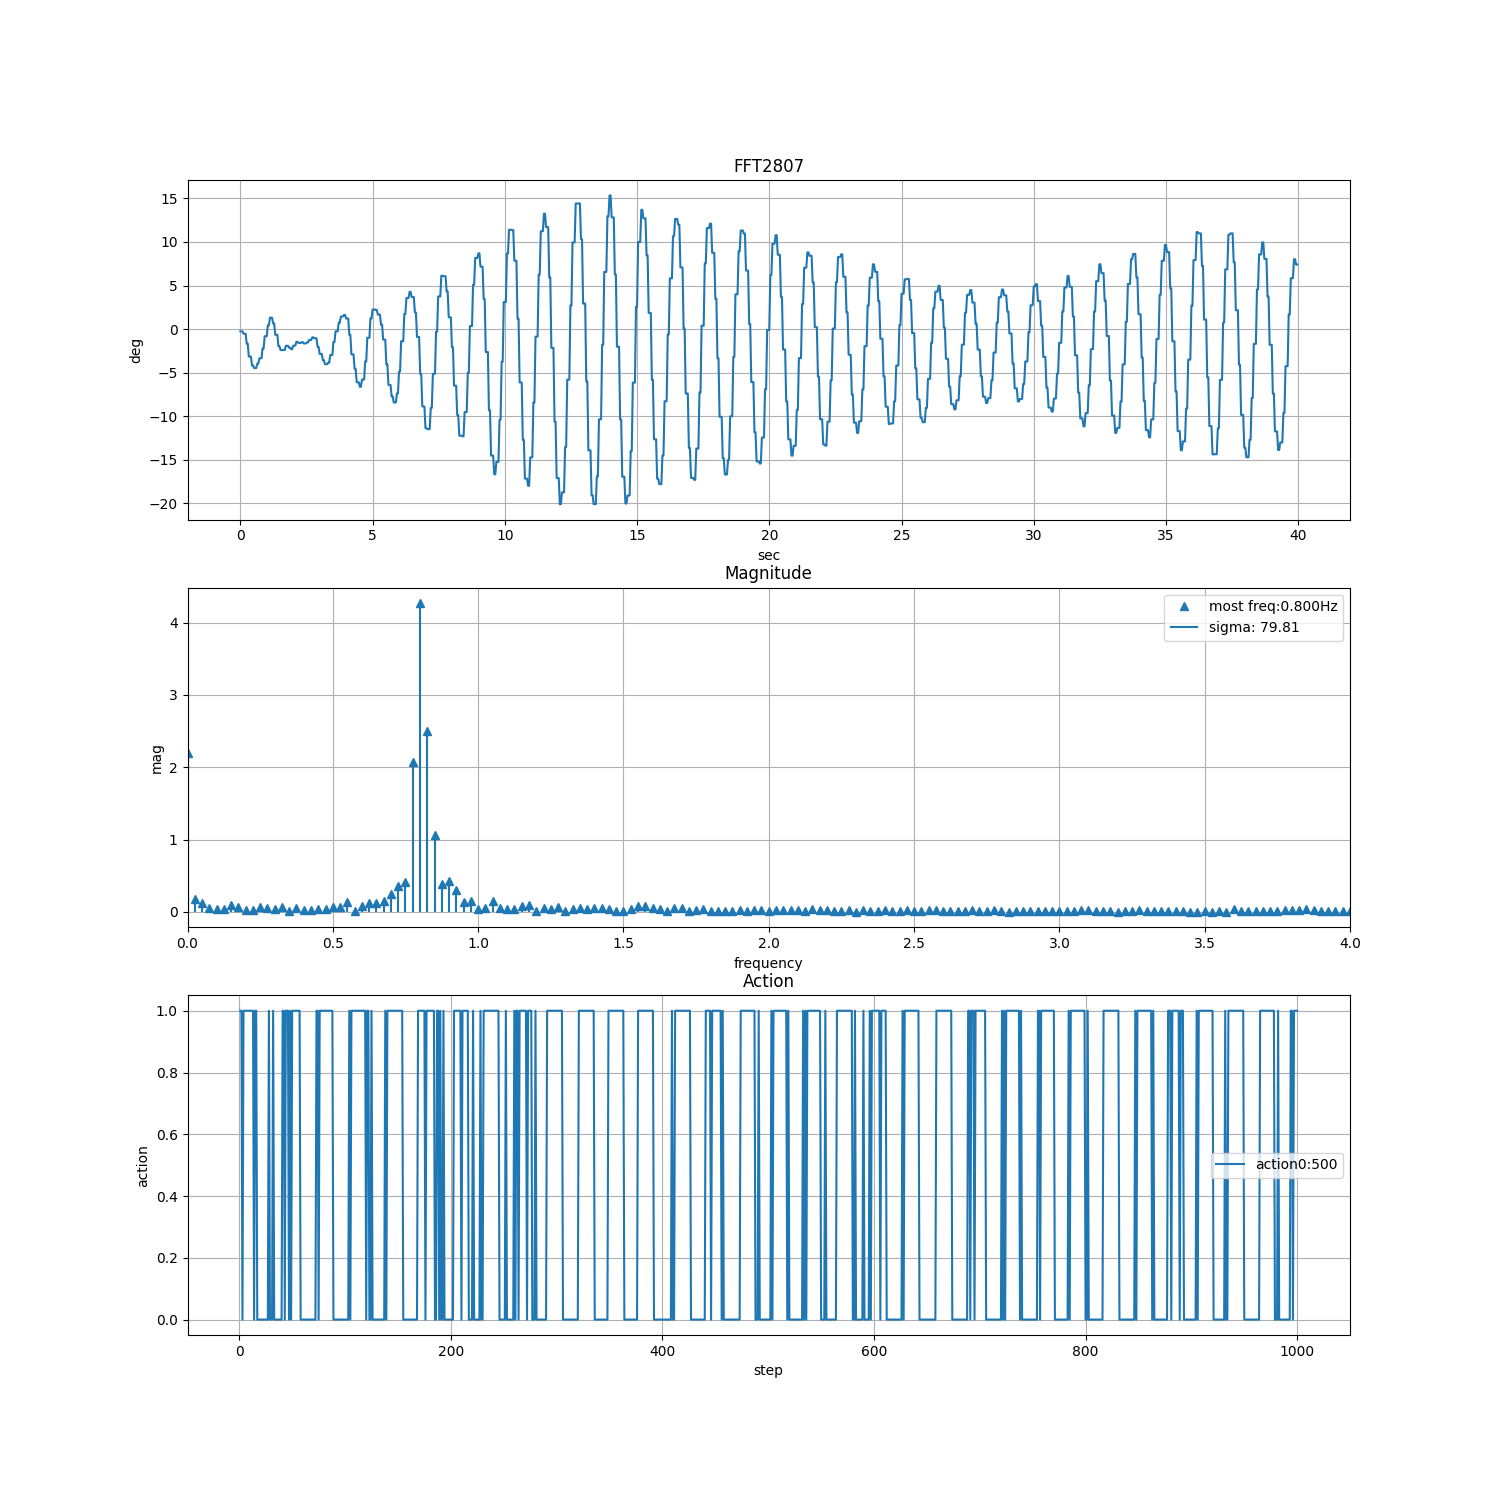 FFT2807
15
10
5
0
−5
−10
−15
−20
deg
0 5 10 15 20 25 30 35 40
sec
Magnitude
most freq:0.800Hz
sigma: 79.81
4
3
2
1
0
mag
0.0 0.5 1.0 1.5 2.0 2.5 3.0 3.5 4.0
frequency
Action
1.0
0.8
0.6
0.4
0.2
0.0
action
action0:500
0 200 400 600 800 1000
step